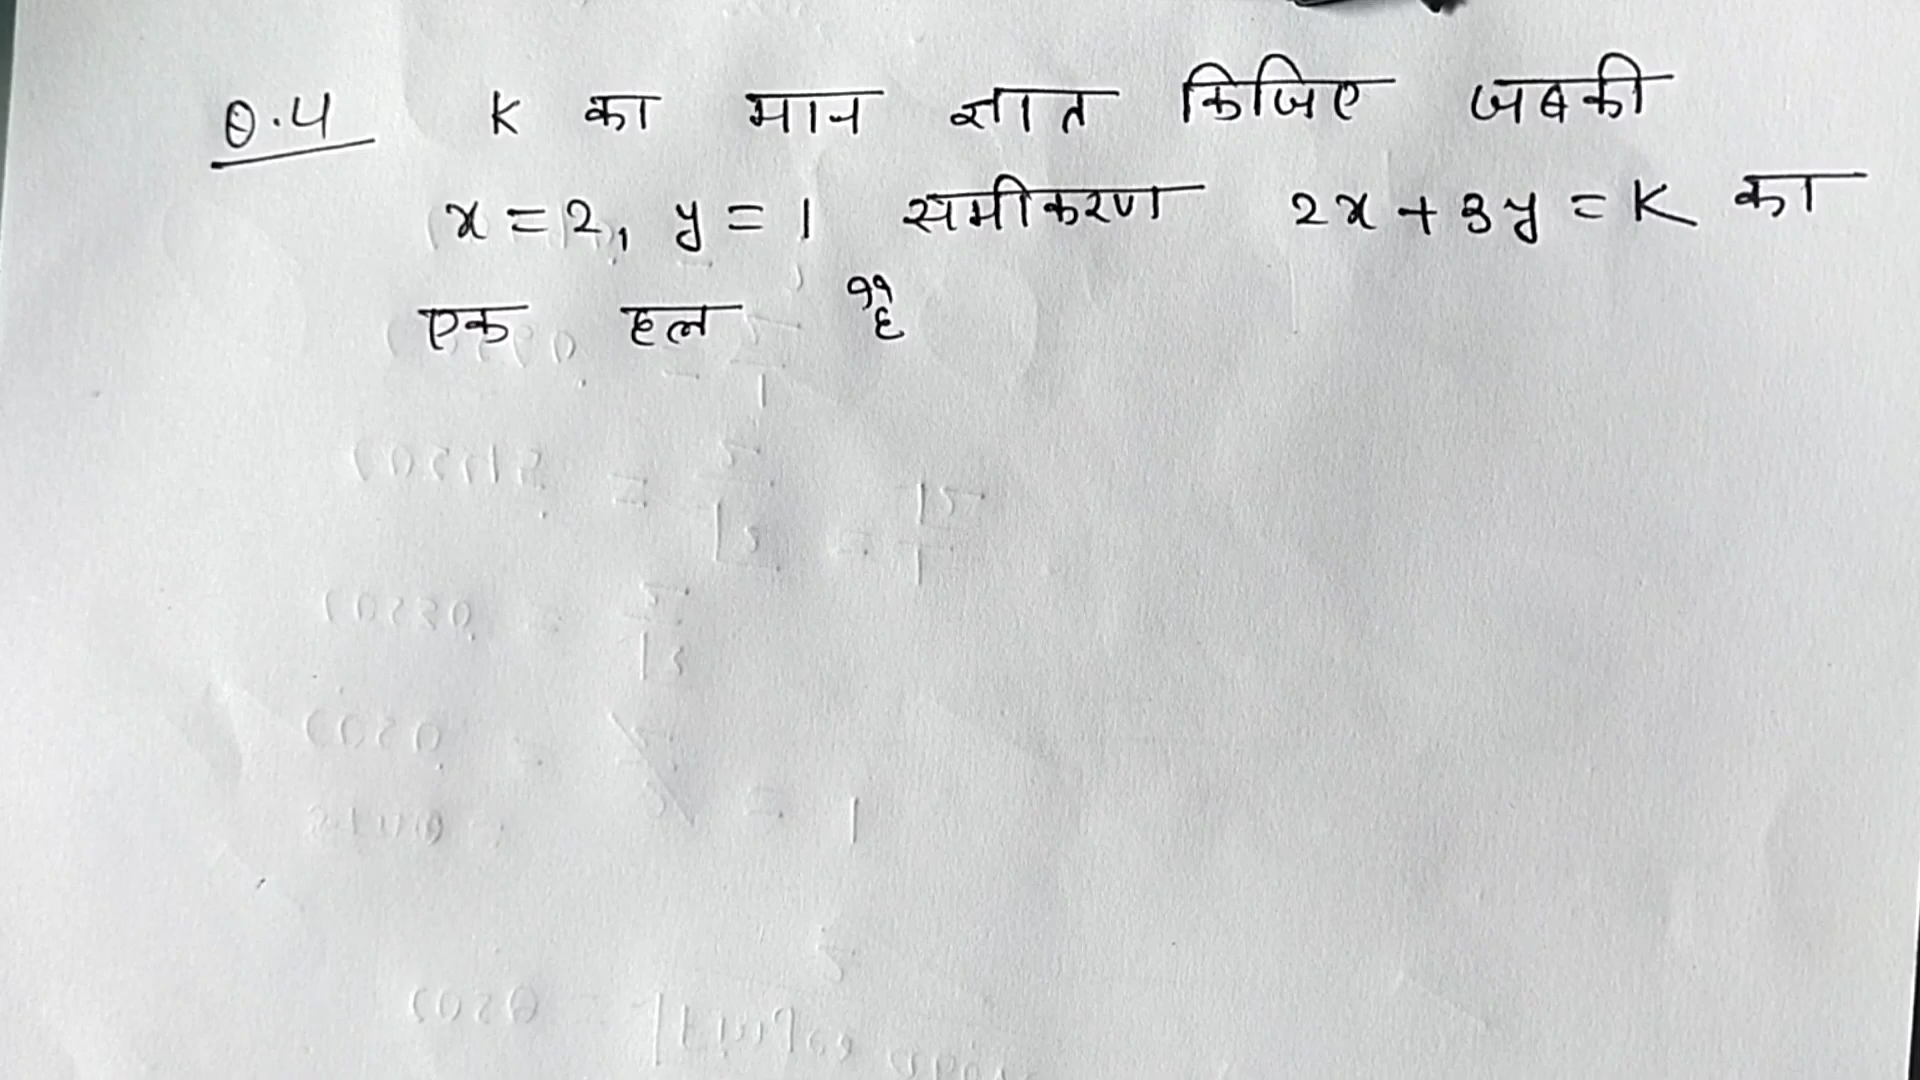 Q.4 K का मान ज्ञात किजिए जबकी
x = 2, y = 1 समीकरण 2x + 3y = K का
एक हल है